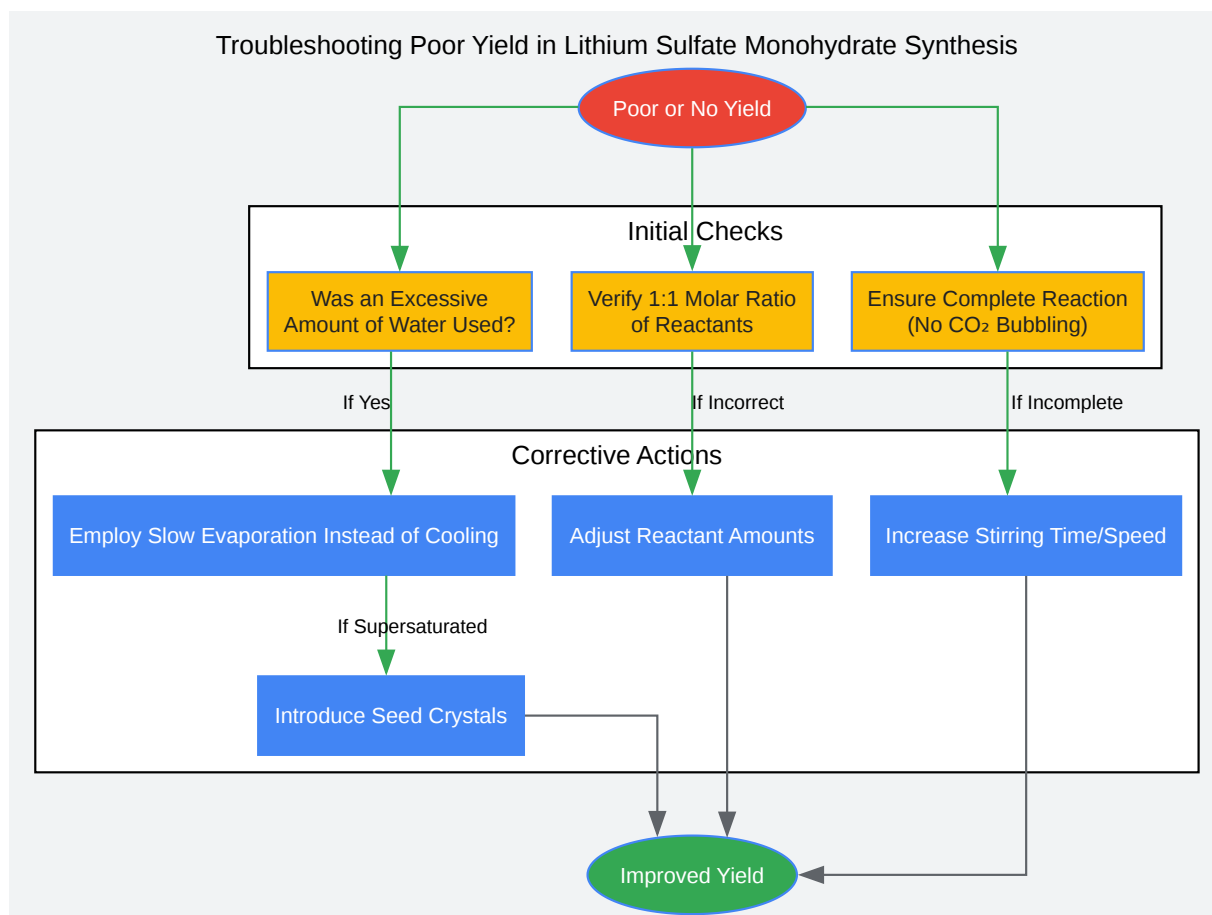 Troubleshooting Poor Yield in Lithium Sulfate Monohydrate Synthesis
Poor or No Yield
Initial Checks
Was an Excessive
Amount of Water Used?
Verify 1:1 Molar Ratio
of Reactants
Ensure Complete Reaction
(No CO₂ Bubbling)
If Yes
If Incorrect
If Incomplete
Corrective Actions
Employ Slow Evaporation Instead of Cooling
Adjust Reactant Amounts
Increase Stirring Time/Speed
If Supersaturated
Introduce Seed Crystals
Improved Yield